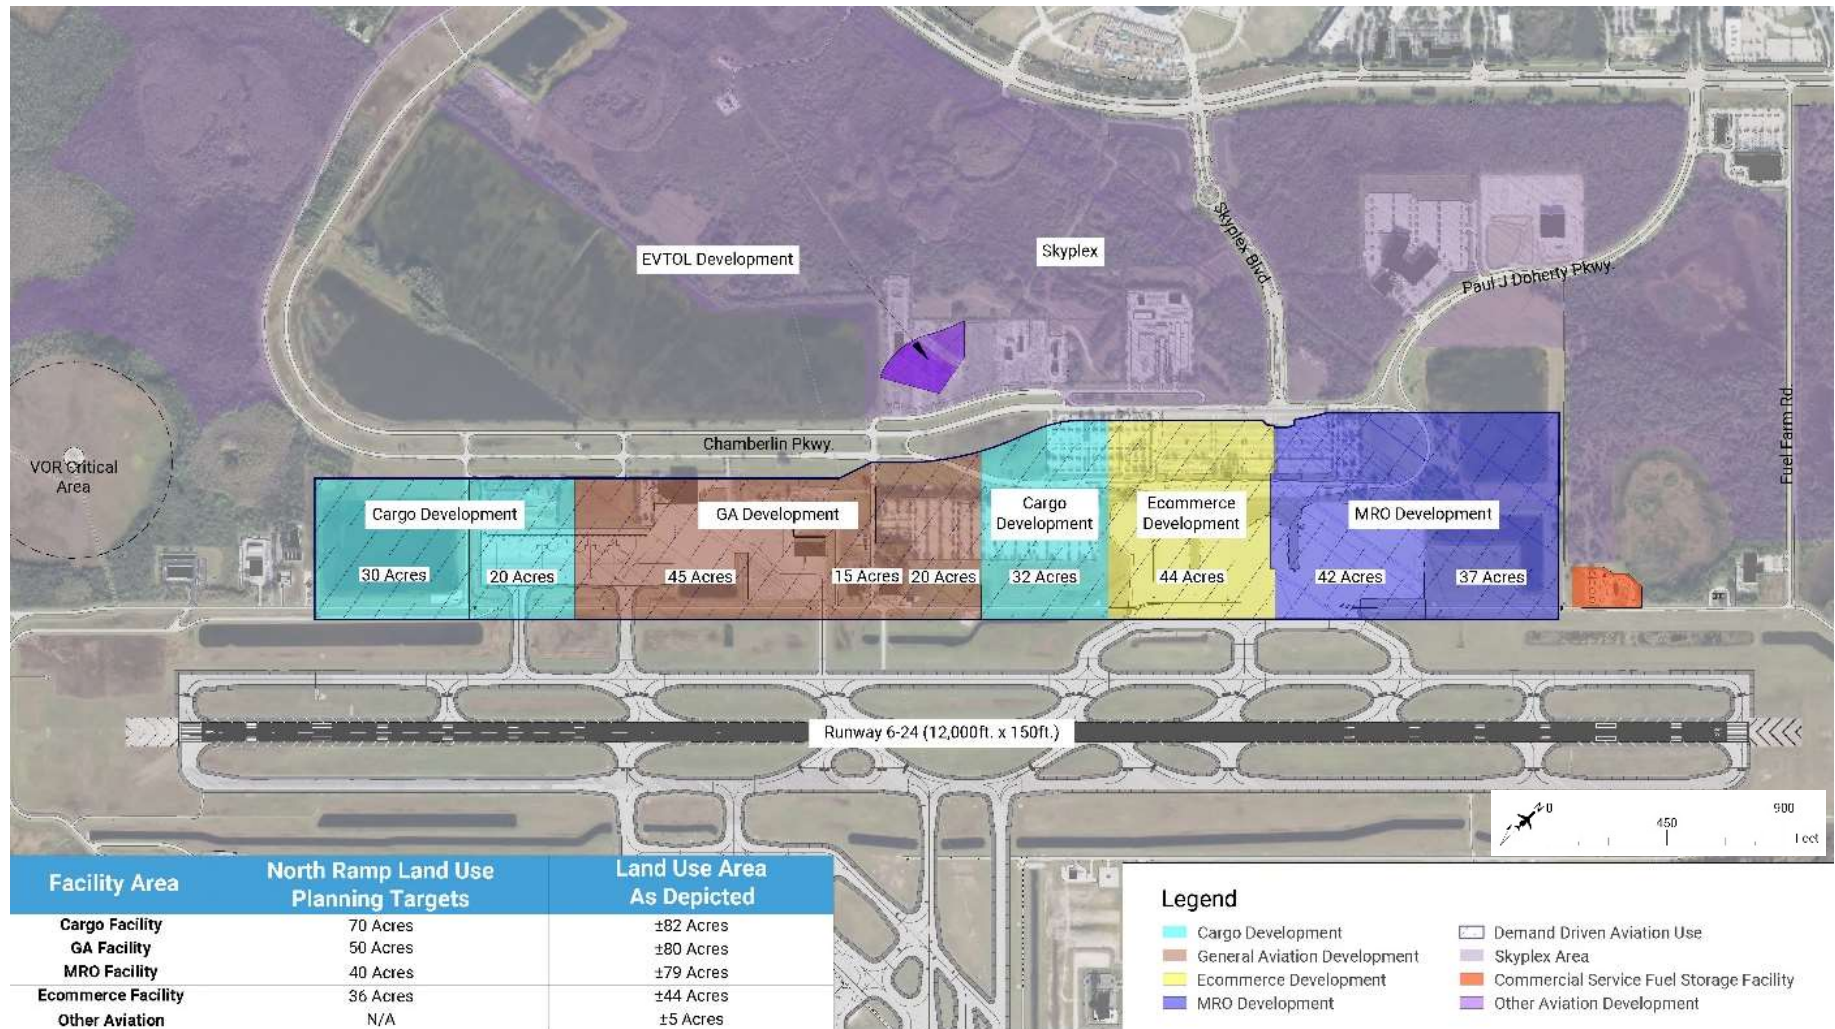 EVTOL Development
Skyplex
Skyplex Blvd.
Paul J Doherty Pkwy.
Fuel Farm Rd.
Chamberlin Pkwy.
VOR Critical
Area
Cargo Development
GA Development
Cargo
Development
Ecommerce
Development
MRO Development
30 Acres
20 Acres
45 Acres
15 Acres
20 Acres
32 Acres
44 Acres
42 Acres
37 Acres
Runway 6-24 (12,000ft. x 150ft.)
0
450
900
Feet
Facility Area
North Ramp Land Use
Planning Targets
Land Use Area
As Depicted
Cargo Facility 70 Acres ±82 Acres
GA Facility 50 Acres ±80 Acres
MRO Facility 40 Acres ±79 Acres
Ecommerce Facility 36 Acres ±44 Acres
Other Aviation N/A ±5 Acres
Legend
Cargo Development
General Aviation Development
Ecommerce Development
MRO Development
Demand Driven Aviation Use
Skyplex Area
Commercial Service Fuel Storage Facility
Other Aviation Development